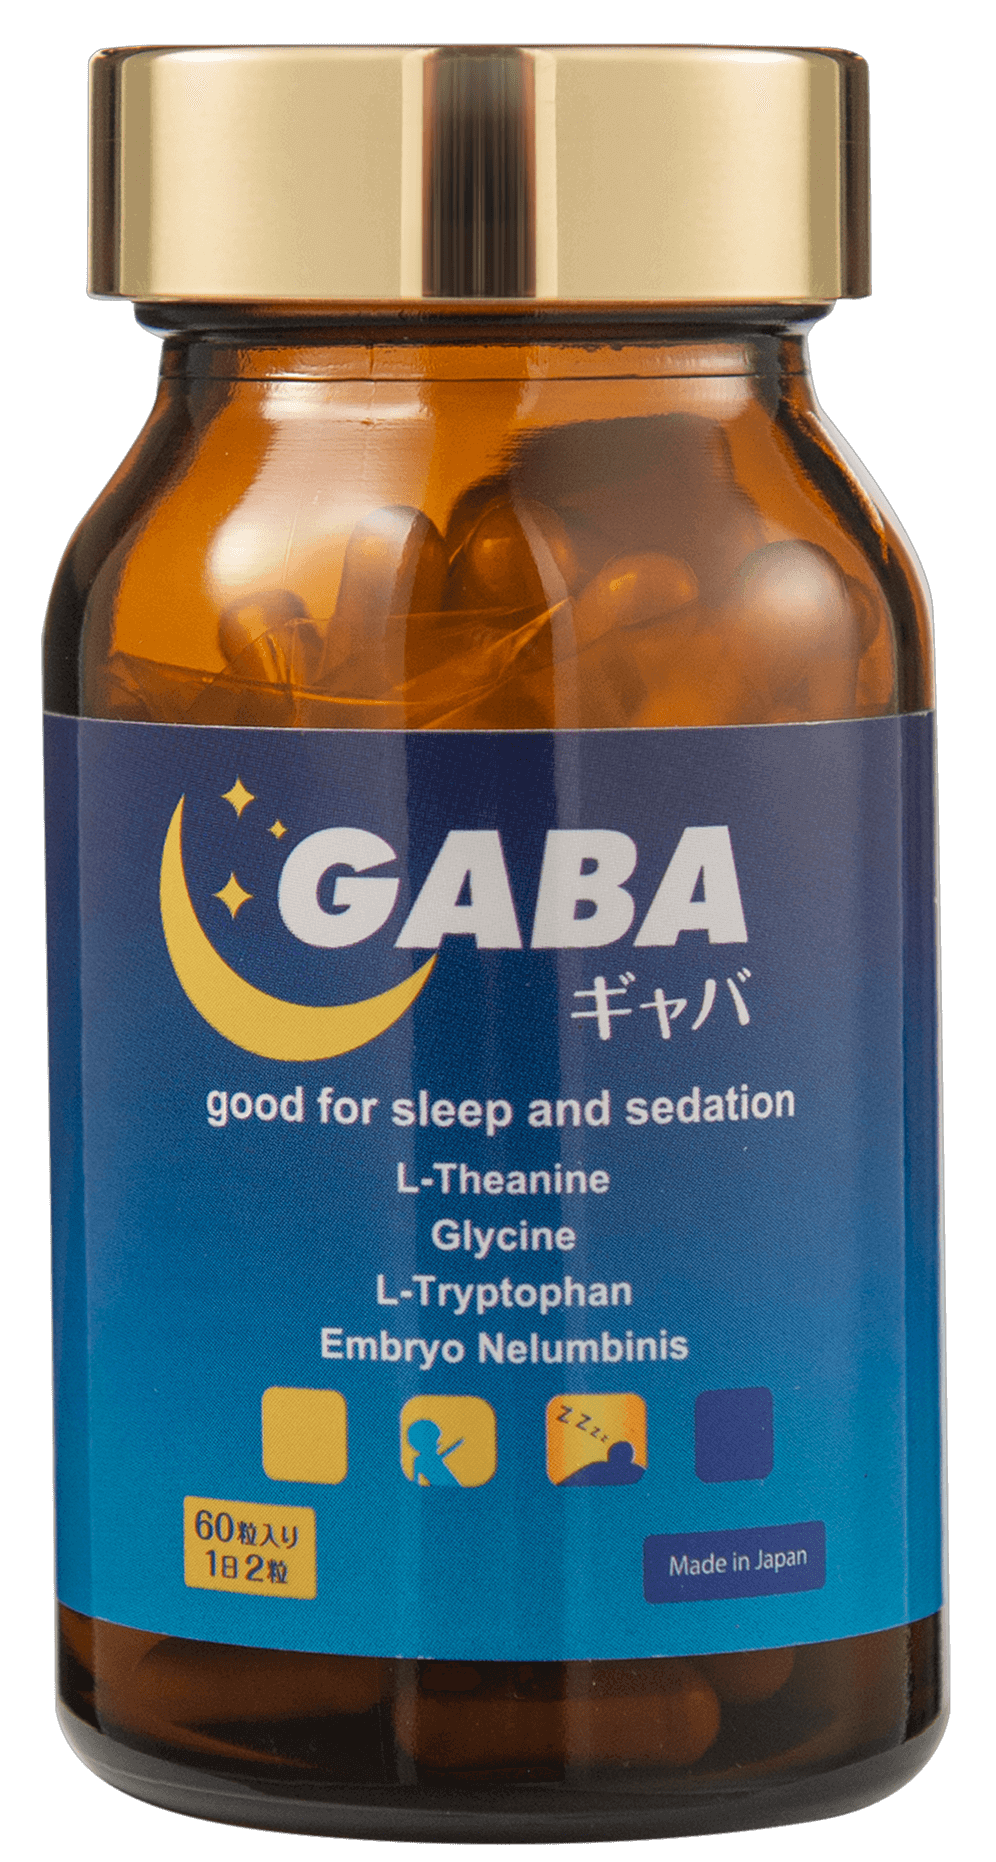 GABA
ギャバ
good for sleep and sedation
L-Theanine
Glycine
L-Tryptophan
Embryo Nelumbinis
ZZzz
60粒入り
1日2粒
Made in Japan